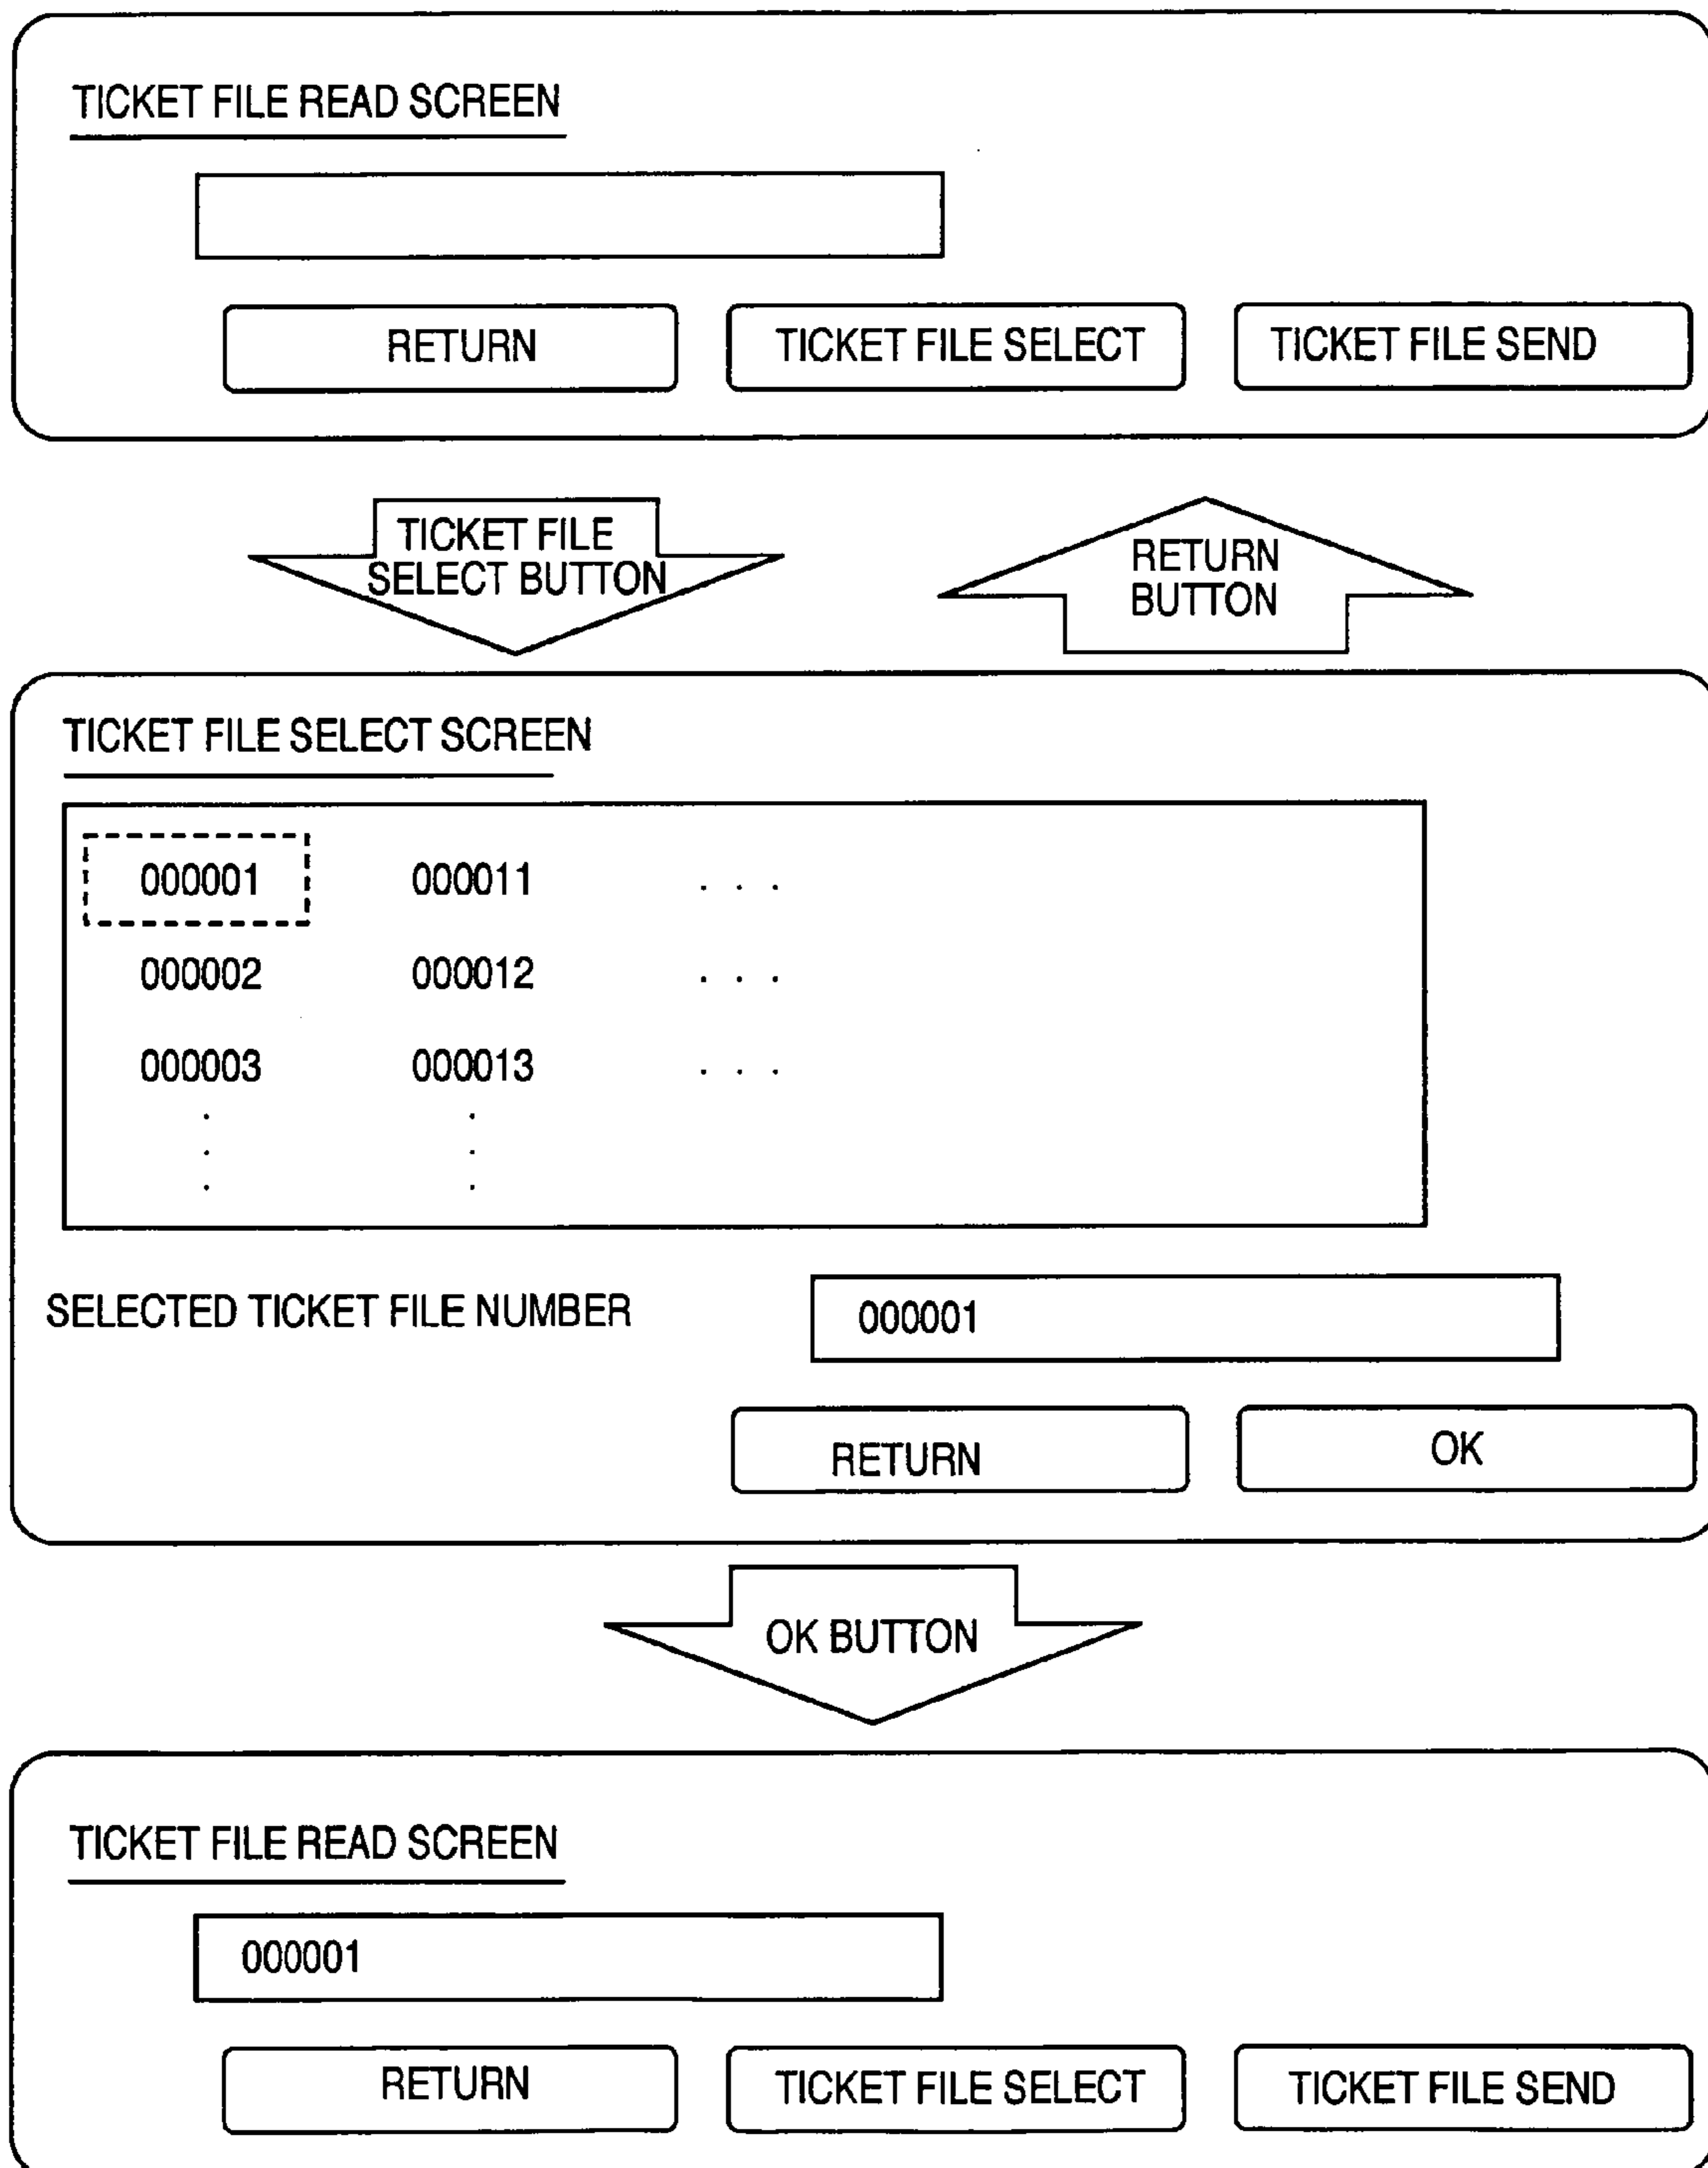 TICKET FILE READ SCREEN
RETURN
TICKET FILE SELECT
TICKET FILE SEND
TICKET FILE
SELECT BUTTON
RETURN
BUTTON
TICKET FILE SELECT SCREEN
000001 000011 . . .
000002 000012 . . .
000003 000013 . . .
. .
. .
. .
SELECTED TICKET FILE NUMBER
000001
RETURN
OK
OK BUTTON
TICKET FILE READ SCREEN
000001
RETURN
TICKET FILE SELECT
TICKET FILE SEND